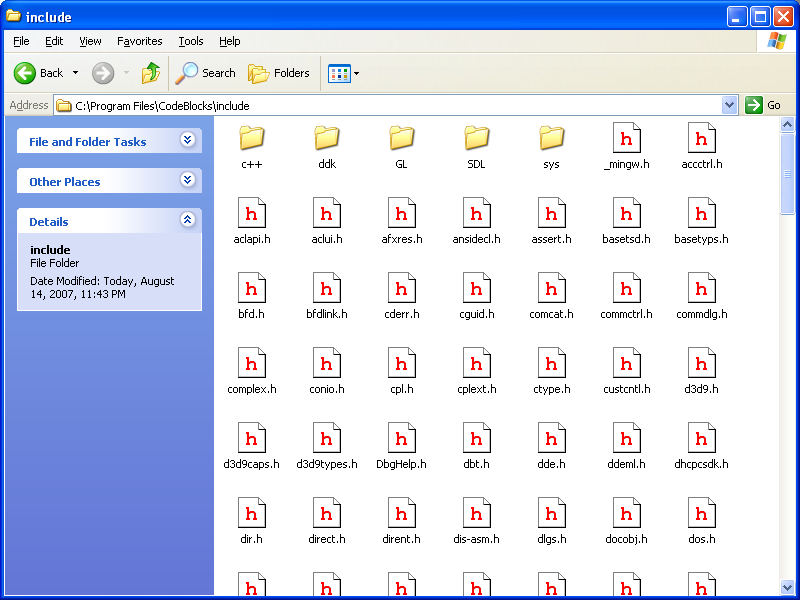 include
File Edit View Favorites Tools Help
Back Search Folders
Address C:\Program Files\CodeBlocks\include Go
File and Folder Tasks
Other Places
Details
include
File Folder
Date Modified: Today, August
14, 2007, 11:43 PM
c++ ddk GL SDL sys _mingw.h accctrl.h
aclapi.h aclui.h afxres.h ansidecl.h assert.h basetsd.h basetyps.h
bfd.h bfdlink.h cderr.h cguid.h comcat.h commctrl.h commdlg.h
complex.h conio.h cpl.h cplext.h ctype.h custcntl.h d3d9.h
d3d9caps.h d3d9types.h DbgHelp.h dbt.h dde.h ddeml.h dhcpcsdk.h
dir.h direct.h dirent.h dis-asm.h dlgs.h docobj.h dos.h